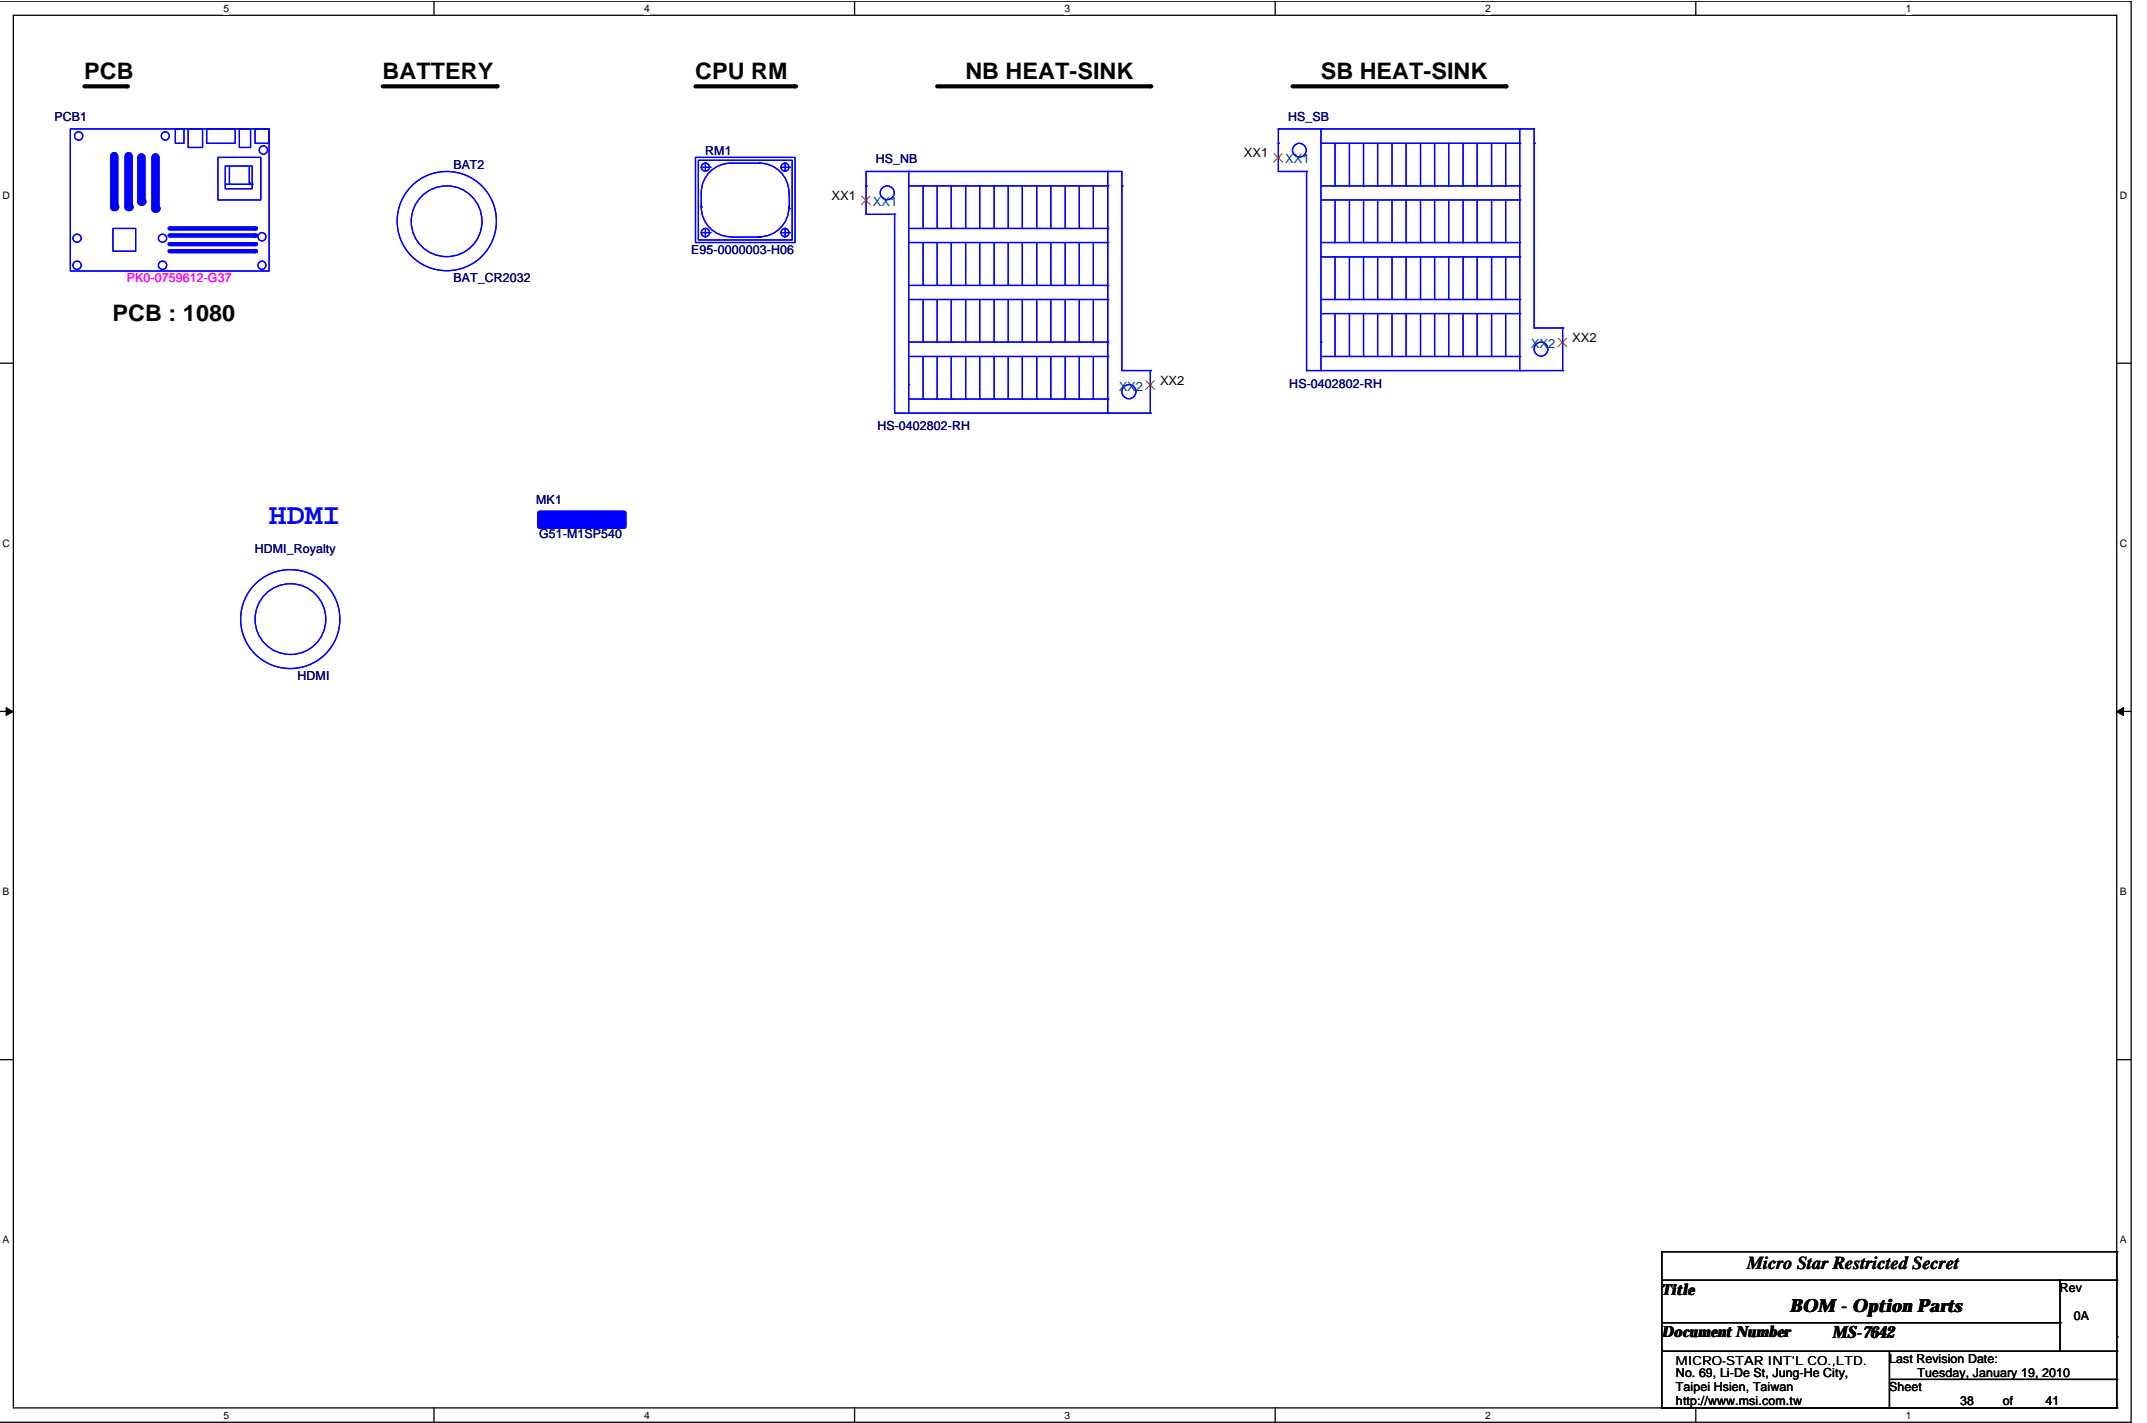 5 4 3 2 1
PCB BATTERY CPU RM NB HEAT-SINK SB HEAT-SINK
PCB1
PK0-0759612-G37
PCB : 1080
BAT2
BAT_CR2032
RM1
E95-0000003-H06
HS_NB
XX1 XX1
XX2 XX2
HS-0402802-RH
HS_SB
XX1 XX1
XX2 XX2
HS-0402802-RH
D D
HDMI
HDMI_Royalty
HDMI
MK1
G51-M1SP540
C C
B B
A A
Micro Star Restricted Secret
Title
BOM - Option Parts
Rev
0A
Document Number MS-7642
MICRO-STAR INT'L CO.,LTD.
No. 69, Li-De St, Jung-He City,
Taipei Hsien, Taiwan
http://www.msi.com.tw
Last Revision Date:
Tuesday, January 19, 2010
Sheet
38 of 41
5 4 3 2 1